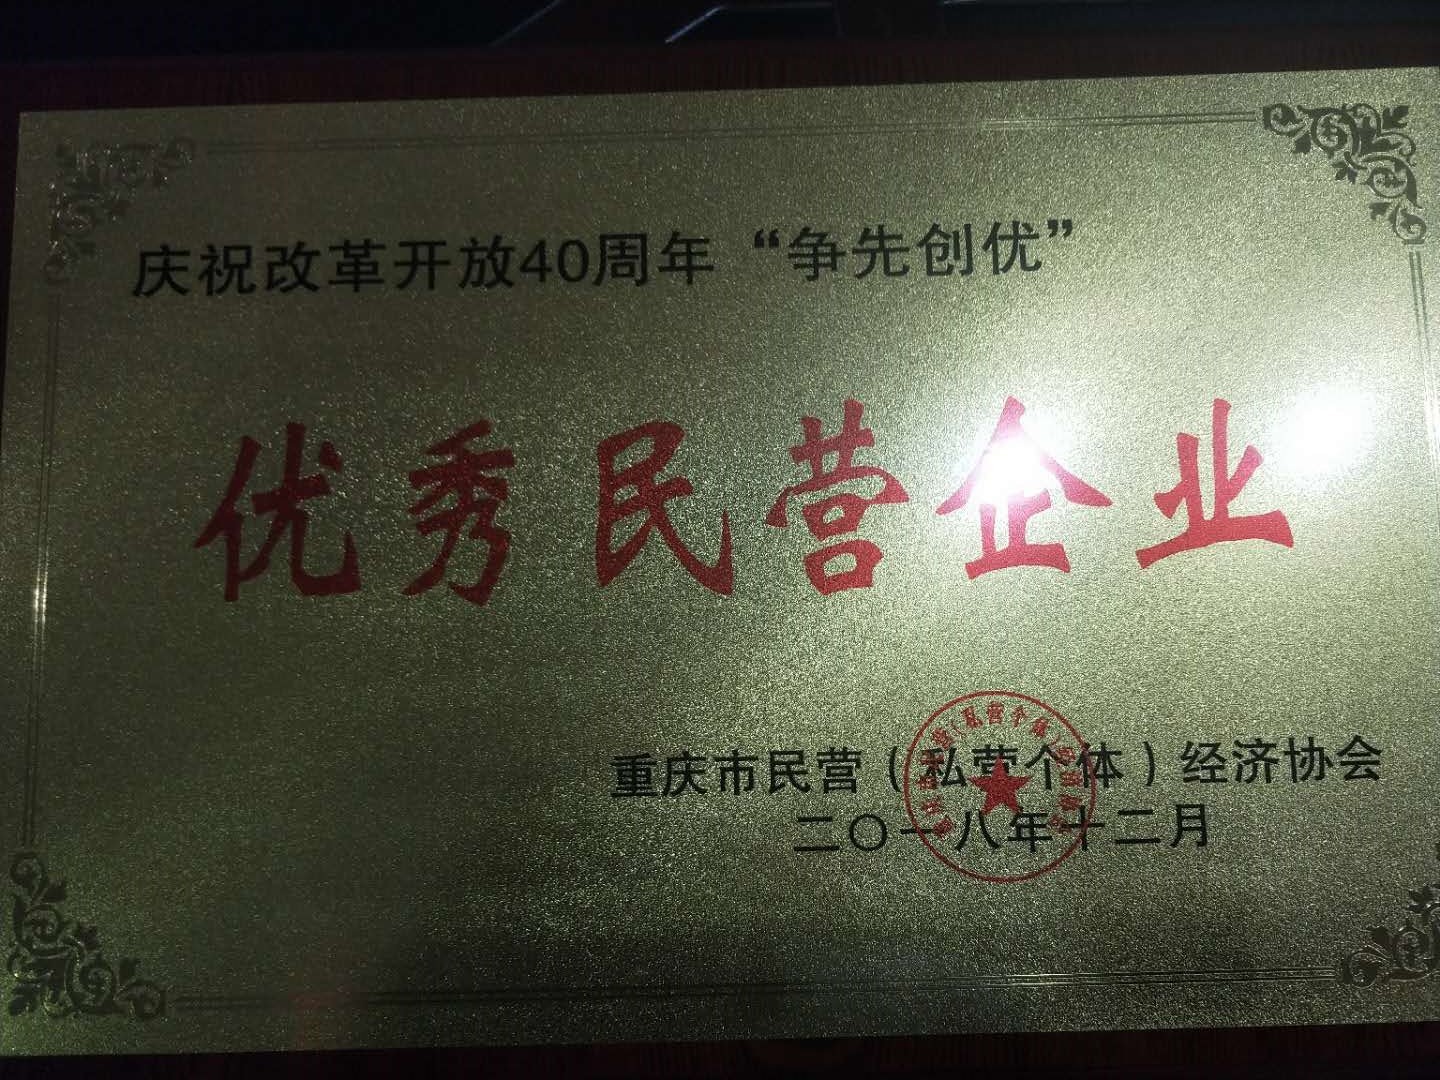 庆祝改革开放40周年“争先创优”
优秀民营企业
重庆市民营（私营个体）经济协会
二〇一八年十二月